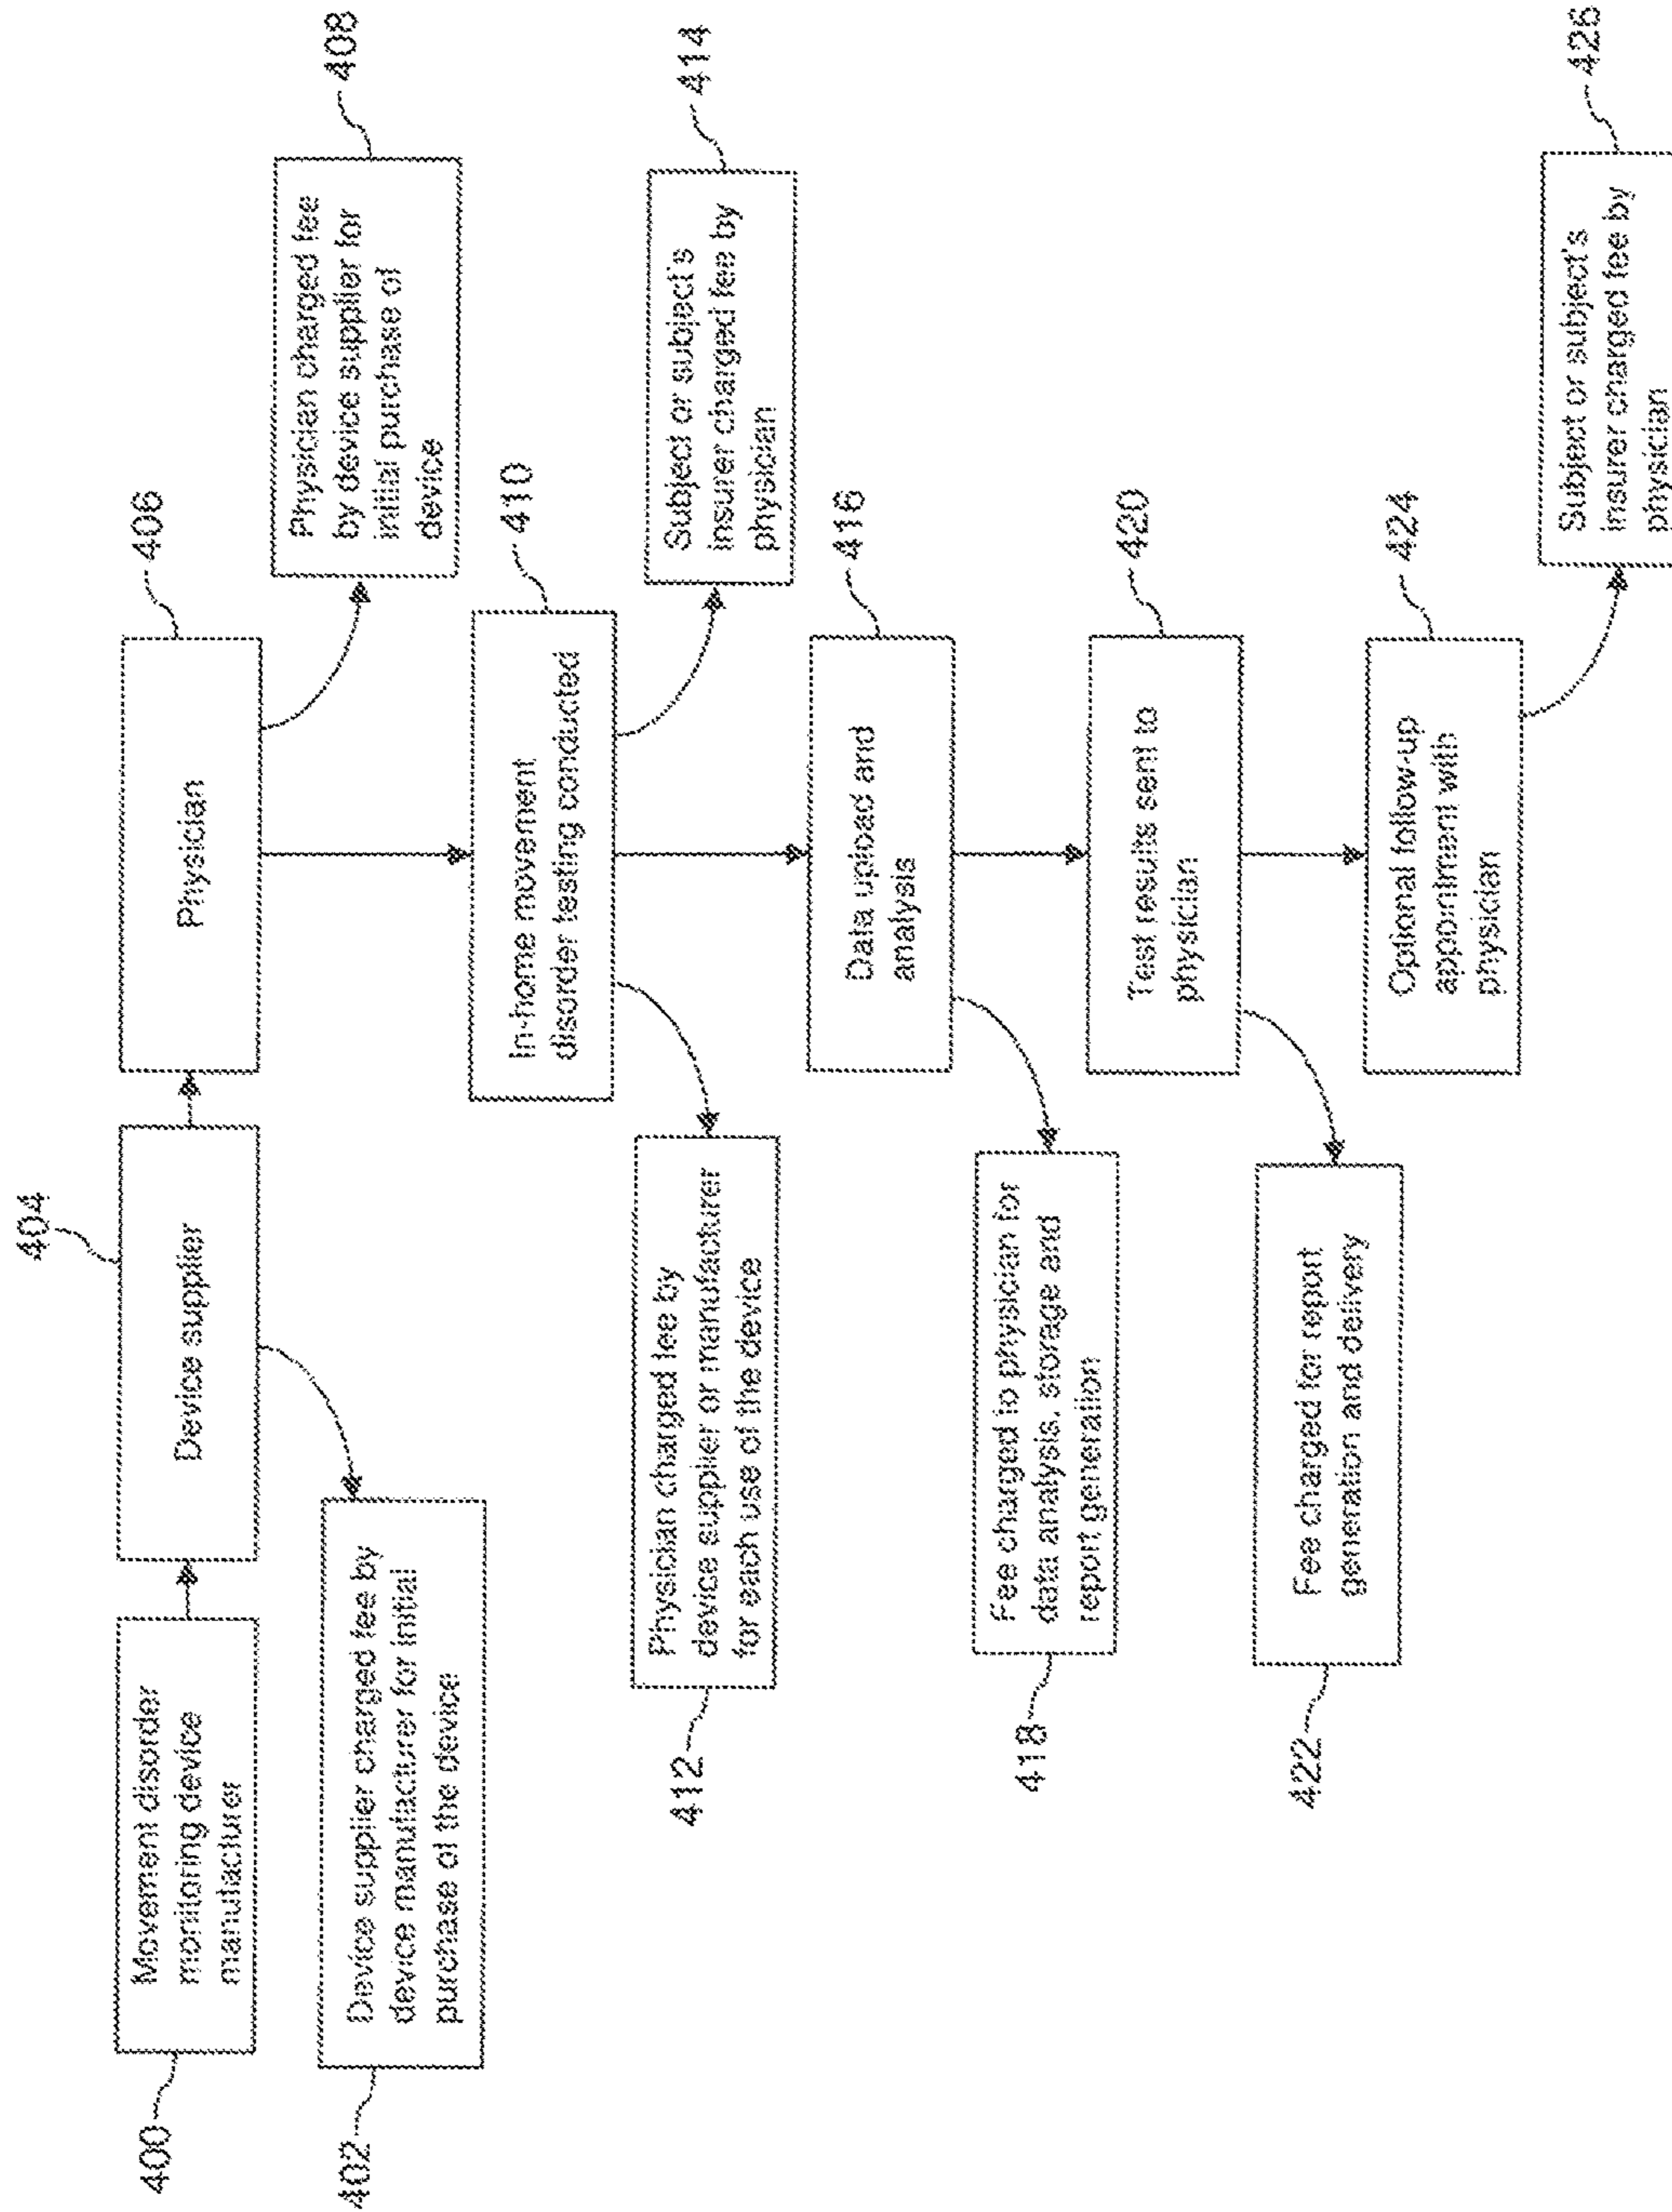 404
406
400
Movement disorder
monitoring device
manufacturer
Device supplier
Physician
408
Physician charged fee
by device supplier for
initial purchase of
device
402
Device supplier charged fee by
device manufacturer for initial
purchase of the device
410
In-home movement
disorder testing conducted
412
Physician charged fee by
device supplier or manufacturer
for each use of the device
414
Subject or subject's
insurer charged fee by
physician
416
Data upload and
analysis
418
Fee charged to physician for
data analysis, storage and
report generation
420
Test results sent to
physician
422
Fee charged for report
generation and delivery
424
Optional follow-up
appointment with
physician
426
Subject or subject's
insurer charged fee by
physician